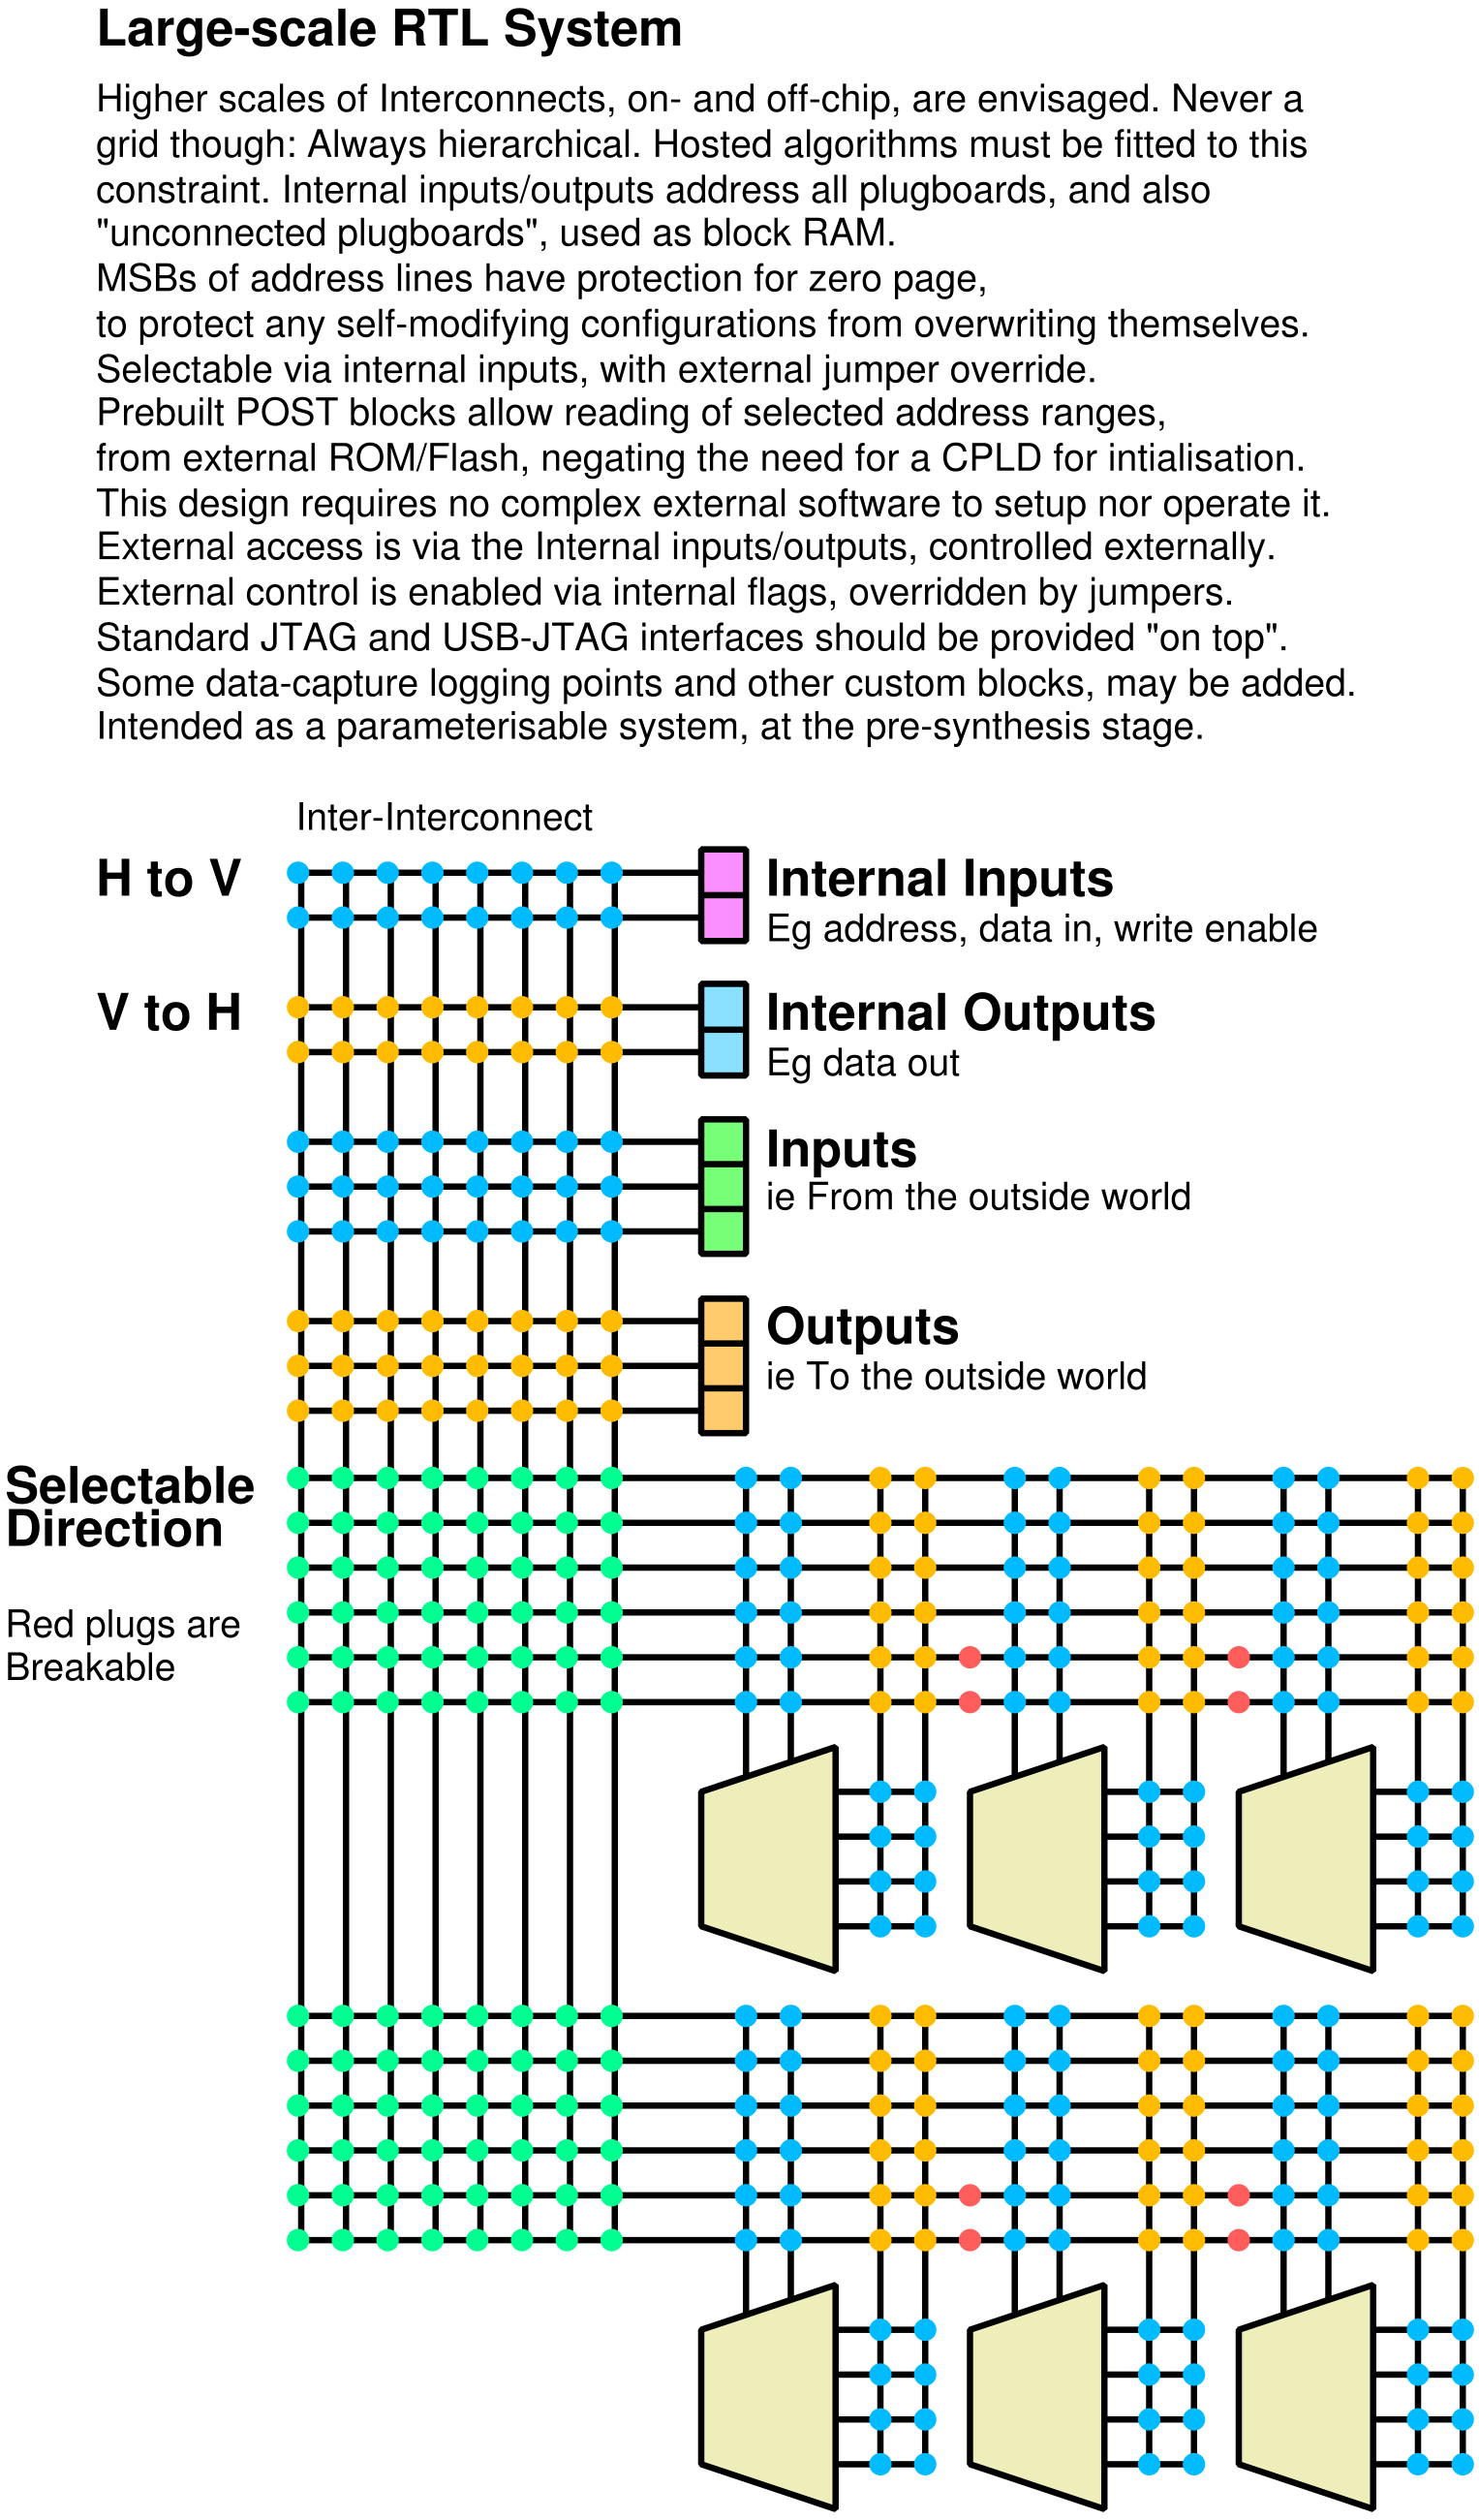 Large-scale RTL System
Higher scales of Interconnects, on- and off-chip, are envisaged. Never a
grid though: Always hierarchical. Hosted algorithms must be fitted to this
constraint. Internal inputs/outputs address all plugboards, and also
"unconnected plugboards", used as block RAM.
MSBs of address lines have protection for zero page,
to protect any self-modifying configurations from overwriting themselves.
Selectable via internal inputs, with external jumper override.
Prebuilt POST blocks allow reading of selected address ranges,
from external ROM/Flash, negating the need for a CPLD for intialisation.
This design requires no complex external software to setup nor operate it.
External access is via the Internal inputs/outputs, controlled externally.
External control is enabled via internal flags, overridden by jumpers.
Standard JTAG and USB-JTAG interfaces should be provided "on top".
Some data-capture logging points and other custom blocks, may be added.
Intended as a parameterisable system, at the pre-synthesis stage.
Inter-Interconnect
H to V
Internal Inputs
Eg address, data in, write enable
V to H
Internal Outputs
Eg data out
Inputs
ie From the outside world
Outputs
ie To the outside world
Selectable
Direction
Red plugs are
Breakable